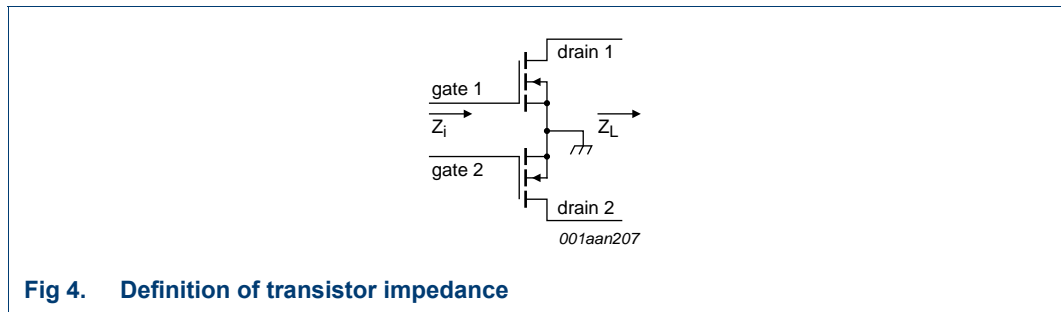 drain 1
gate 1
Zi
ZL
gate 2
drain 2
001aan207
Fig 4. Definition of transistor impedance